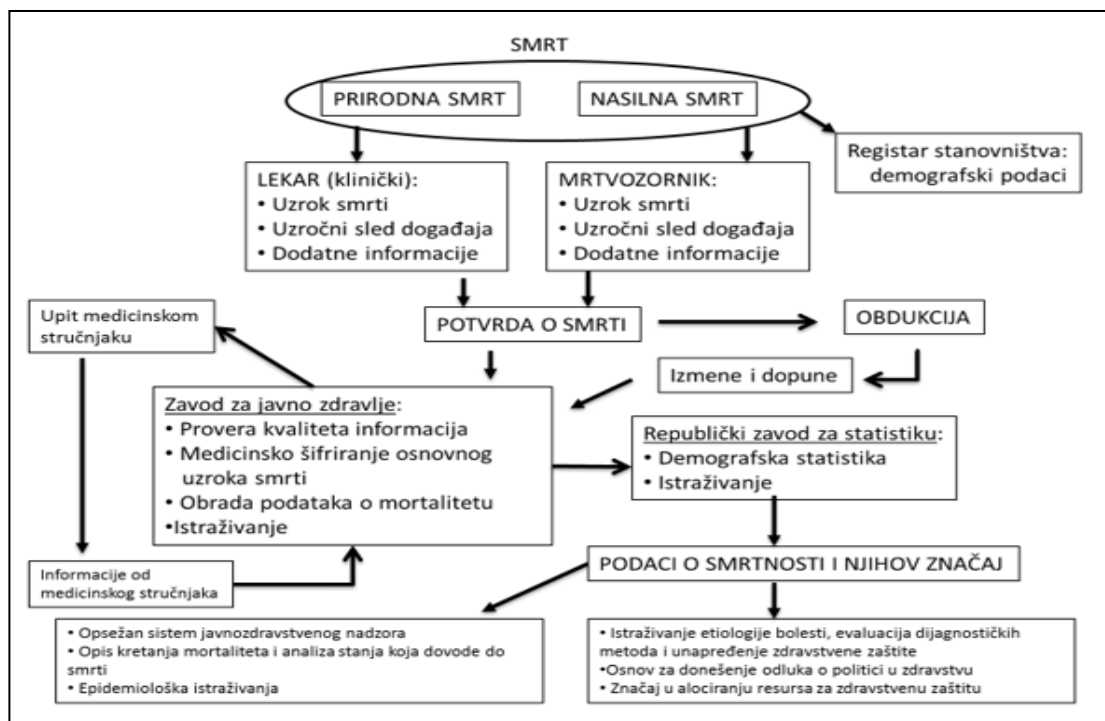 SMRT
PRIRODNA SMRT
NASILNA SMRT
Registar stanovništva:
demografski podaci
LEKAR (klinički):
• Uzrok smrti
• Uzročni sled događaja
• Dodatne informacije
MRTVOZORNIK:
• Uzrok smrti
• Uzročni sled događaja
• Dodatne informacije
Upit medicinskom
stručnjaku
POTVRDA O SMRTI
OBDUKCIJA
Izmene i dopune
Zavod za javno zdravlje:
• Provera kvaliteta informacija
• Medicinsko šifriranje osnovnog
uzroka smrti
• Obrada podataka o mortalitetu
•Istraživanje
Republički zavod za statistiku:
• Demografska statistika
• Istraživanje
Informacije od
medicinskog stručnjaka
PODACI O SMRTNOSTI I NJIHOV ZNAČAJ
• Opsežan sistem javnozdravstvenog nadzora
• Opis kretanja mortaliteta i analiza stanja koja dovode do
smrti
• Epidemiološka istraživanja
• Istraživanje etiologije bolesti, evaluacija dijagnostičkih
metoda i unapređenje zdravstvene zaštite
•Osnov za donešenje odluka o politici u zdravstvu
• Značaj u alociranju resursa za zdravstvenu zaštitu